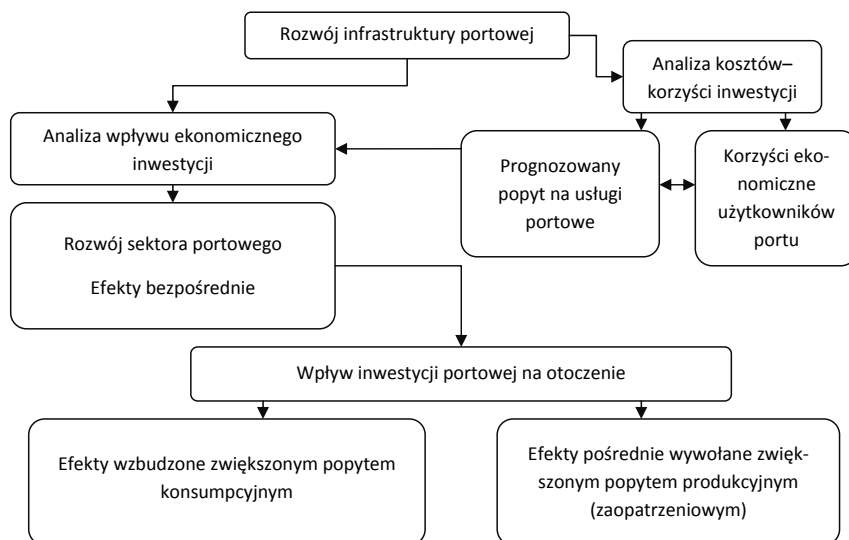 Rozwój infrastruktury portowej
Analiza kosztów–
korzyści inwestycji
Analiza wpływu ekonomicznego
inwestycji
Prognozowany
popyt na usługi
portowe
Korzyści eko-
nomiczne
użytkowników
portu
Rozwój sektora portowego
Efekty bezpośrednie
Wpływ inwestycji portowej na otoczenie
Efekty wzbudzone zwiększonym popytem
konsumpcyjnym
Efekty pośrednie wywołane zwięk-
szonym popytem produkcyjnym
(zaopatrzeniowym)